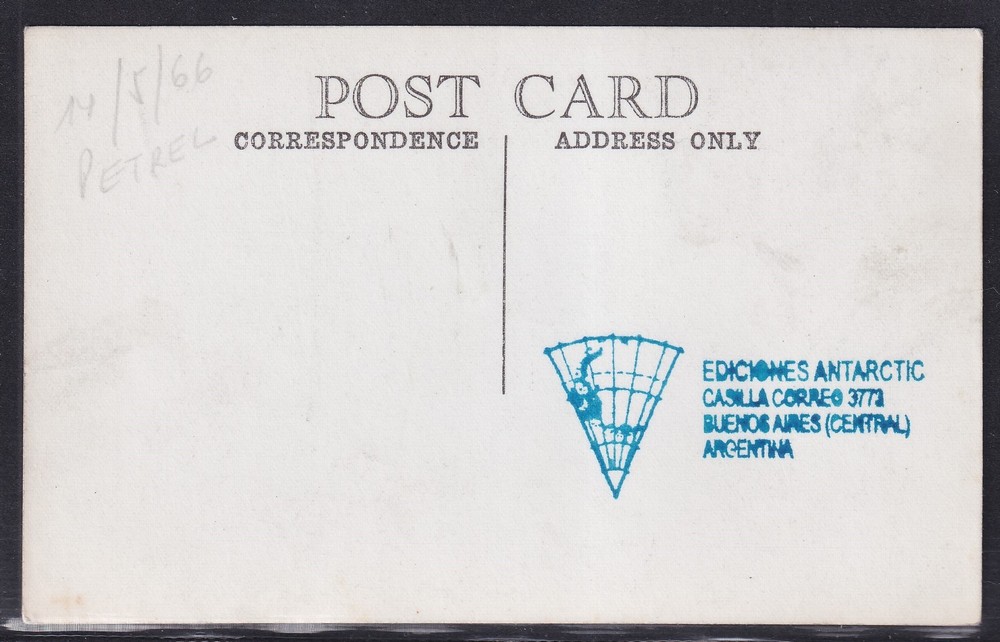 14/5/66
PETREL
POST CARD
CORRESPONDENCE
ADDRESS ONLY
EDICIONES ANTARCTIC
CASILLA CORREO 3773
BUENOS AIRES (CENTRAL)
ARGENTINA